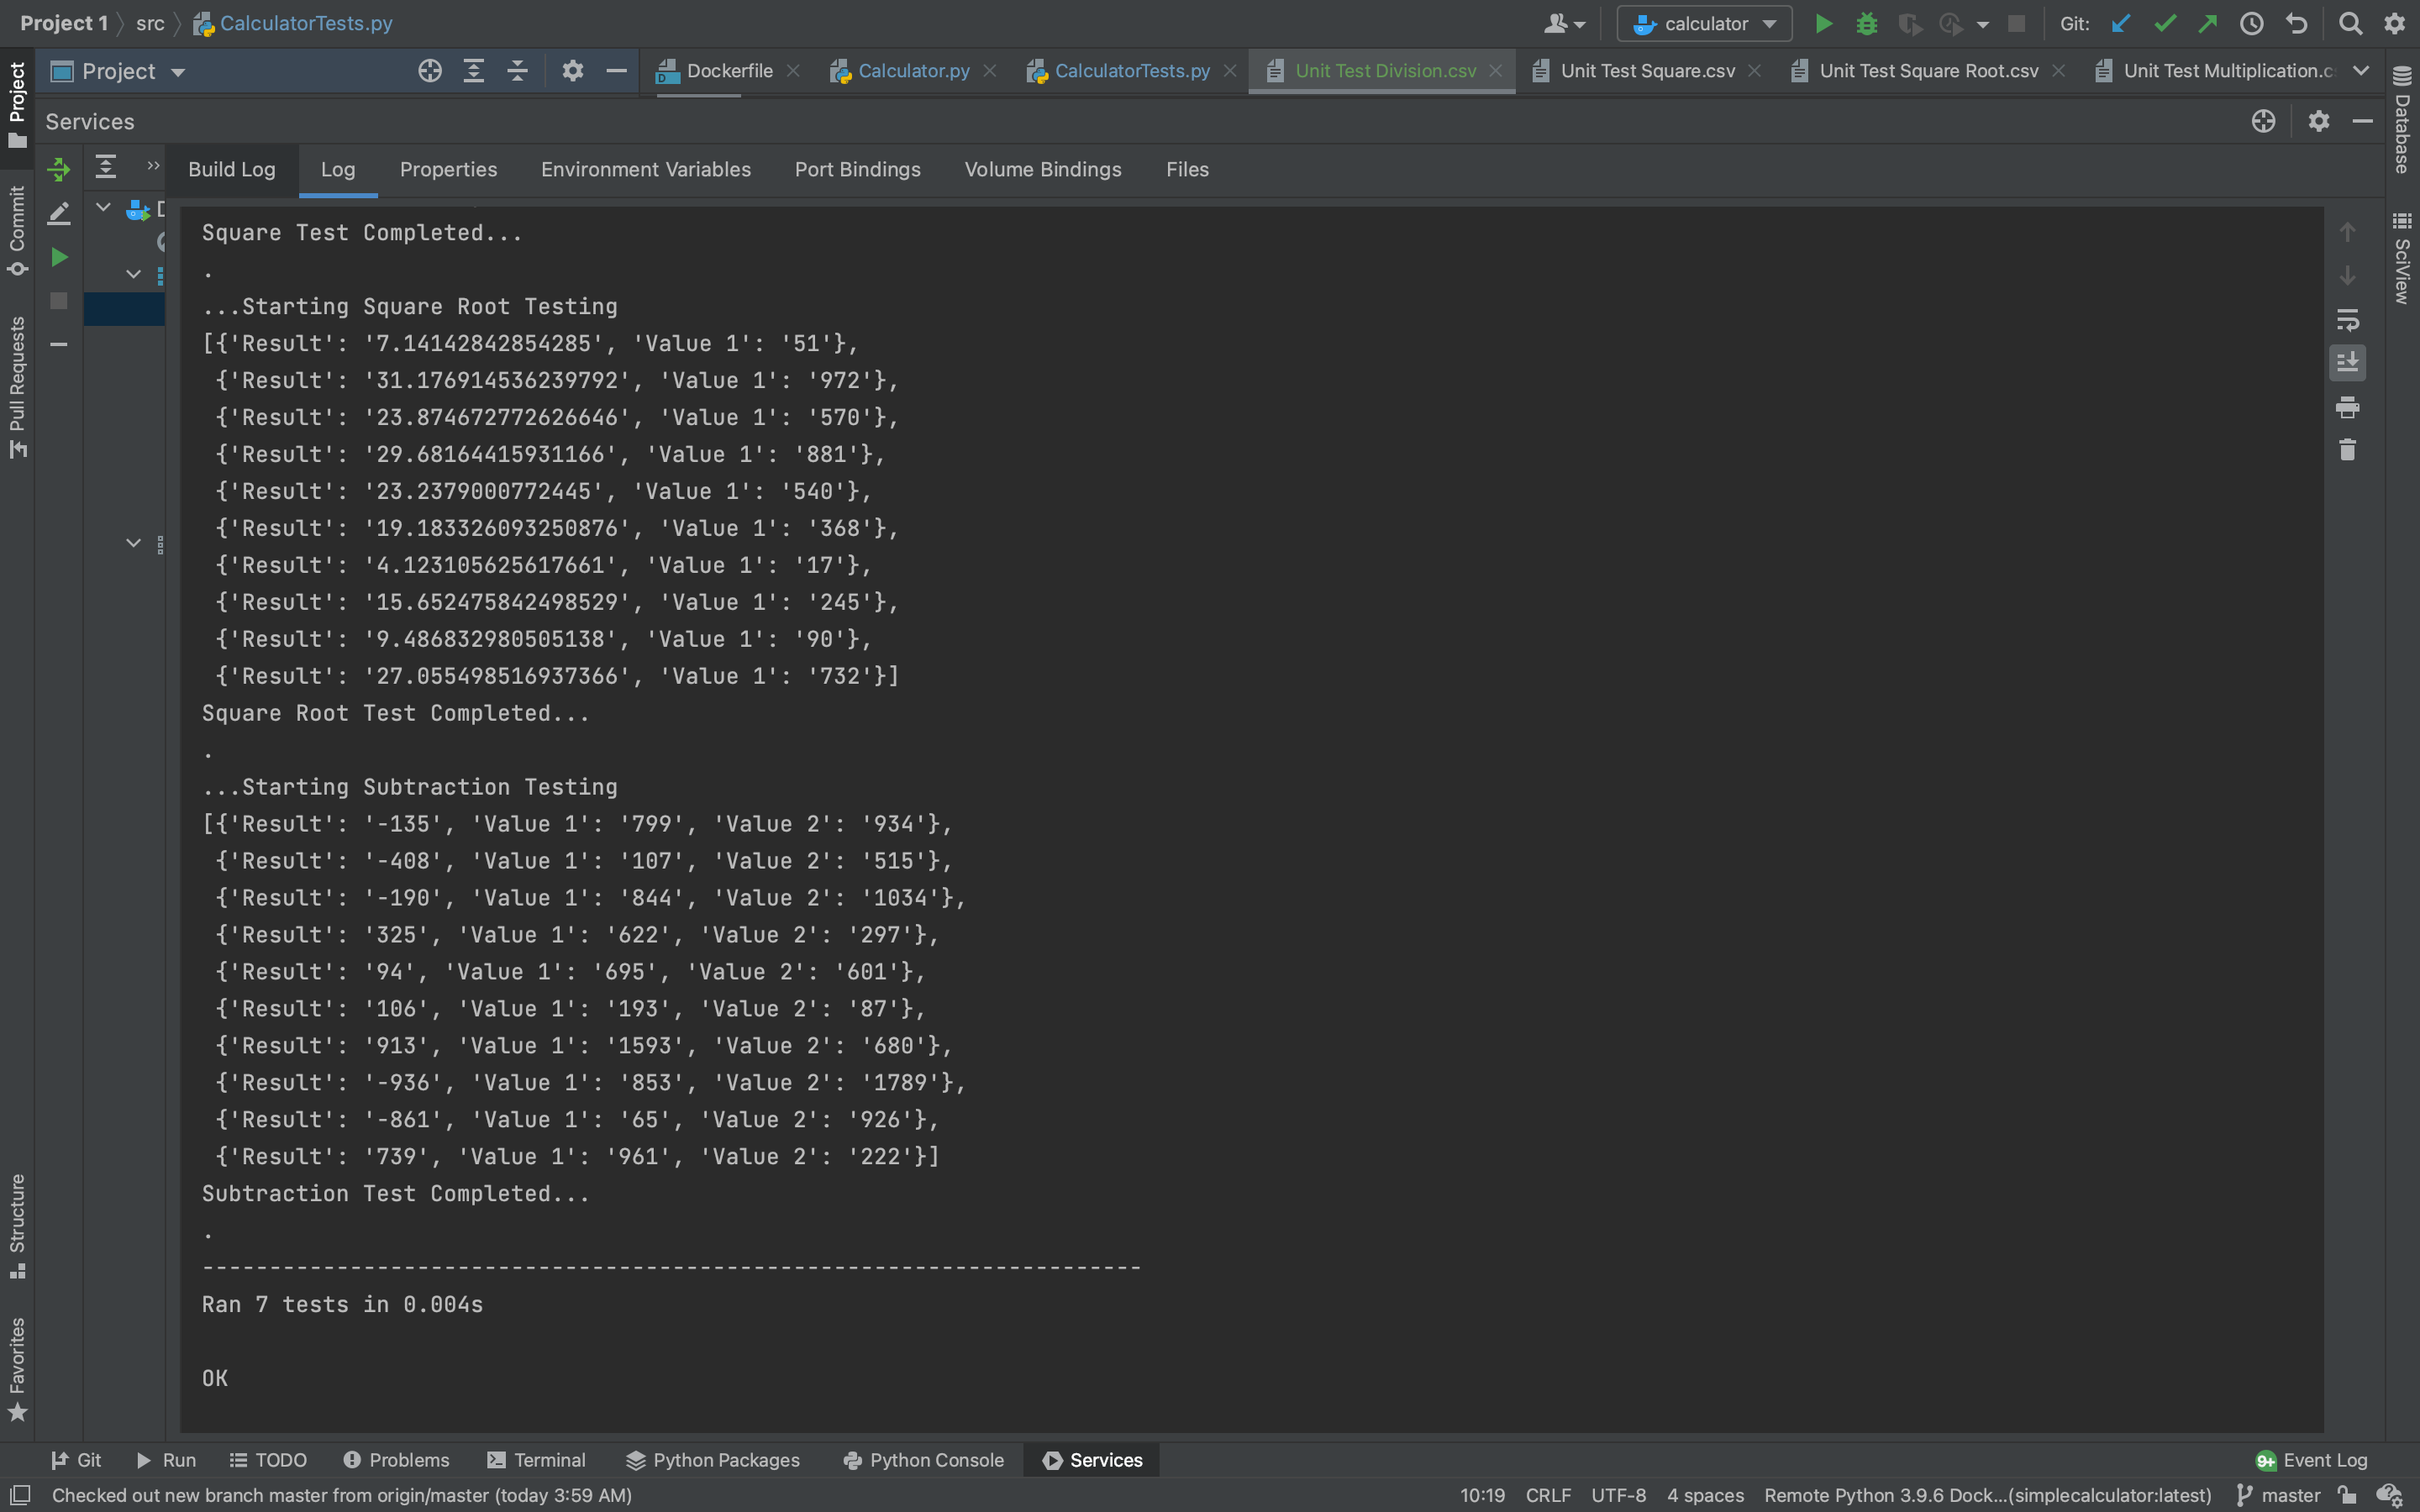 Project 1 src CalculatorTests.py calculator Git:
Project Dockerfile Calculator.py CalculatorTests.py Unit Test Division.csv Unit Test Square.csv Unit Test Square Root.csv Unit Test Multiplication.c
Services
Build Log Log Properties Environment Variables Port Bindings Volume Bindings Files
Square Test Completed...
.
...Starting Square Root Testing
[{'Result': '7.14142842854285', 'Value 1': '51'},
{'Result': '31.176914536239792', 'Value 1': '972'},
{'Result': '23.874672772626646', 'Value 1': '570'},
{'Result': '29.68164415931166', 'Value 1': '881'},
{'Result': '23.2379000772445', 'Value 1': '540'},
{'Result': '19.183326093250876', 'Value 1': '368'},
{'Result': '4.123105625617661', 'Value 1': '17'},
{'Result': '15.652475842498529', 'Value 1': '245'},
{'Result': '9.486832980505138', 'Value 1': '90'},
{'Result': '27.055498516937366', 'Value 1': '732'}]
Square Root Test Completed...
.
...Starting Subtraction Testing
[{'Result': '-135', 'Value 1': '799', 'Value 2': '934'},
{'Result': '-408', 'Value 1': '107', 'Value 2': '515'},
{'Result': '-190', 'Value 1': '844', 'Value 2': '1034'},
{'Result': '325', 'Value 1': '622', 'Value 2': '297'},
{'Result': '94', 'Value 1': '695', 'Value 2': '601'},
{'Result': '106', 'Value 1': '193', 'Value 2': '87'},
{'Result': '913', 'Value 1': '1593', 'Value 2': '680'},
{'Result': '-936', 'Value 1': '853', 'Value 2': '1789'},
{'Result': '-861', 'Value 1': '65', 'Value 2': '926'},
{'Result': '739', 'Value 1': '961', 'Value 2': '222'}]
Subtraction Test Completed...
.
----------------------------------------------------------------------
Ran 7 tests in 0.004s
OK
Project
Commit
Pull Requests
Structure
Favorites
Database
SciView
Git Run TODO Problems Terminal Python Packages Python Console Services 9+ Event Log
Checked out new branch master from origin/master (today 3:59 AM) 10:19 CRLF UTF-8 4 spaces Remote Python 3.9.6 Dock...(simplecalculator:latest) master